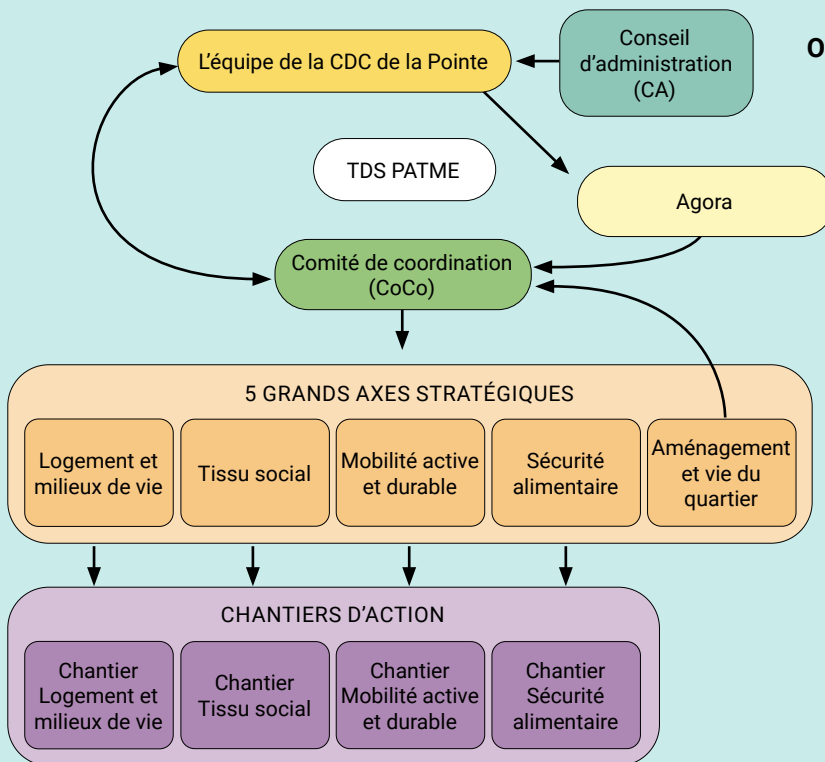 L'équipe de la CDC de la Pointe
Conseil
d'administration
(CA)
O
TDS PATME
Agora
Comité de coordination
(CoCo)
5 GRANDS AXES STRATÉGIQUES
Logement et
milieux de vie
Tissu social
Mobilité active
et durable
Sécurité
alimentaire
Aménagement
et vie du
quartier
CHANTIERS D'ACTION
Chantier
Logement et
milieux de vie
Chantier
Tissu social
Chantier
Mobilité active
et durable
Chantier
Sécurité
alimentaire